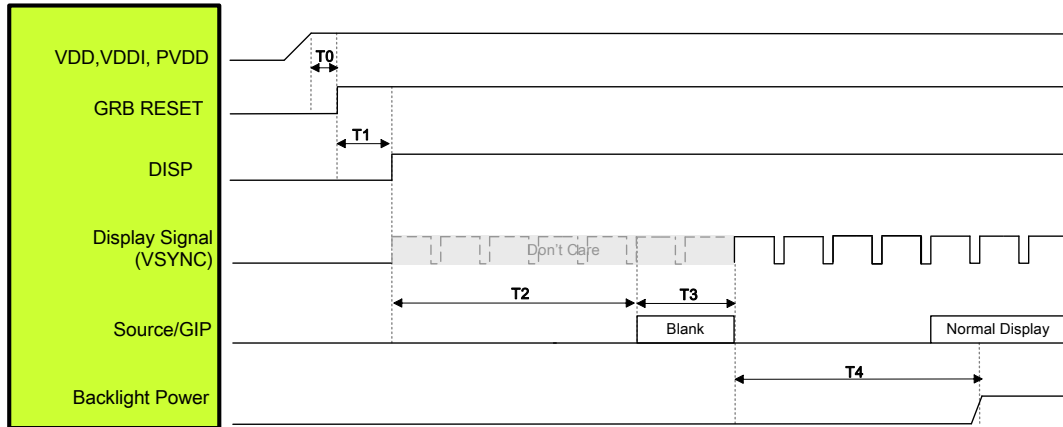 VDD,VDDI, PVDD
T0
GRB RESET
T1
DISP
Display Signal
(VSYNC)
Don't Care
T2
T3
Source/GIP
Blank
Normal Display
T4
Backlight Power